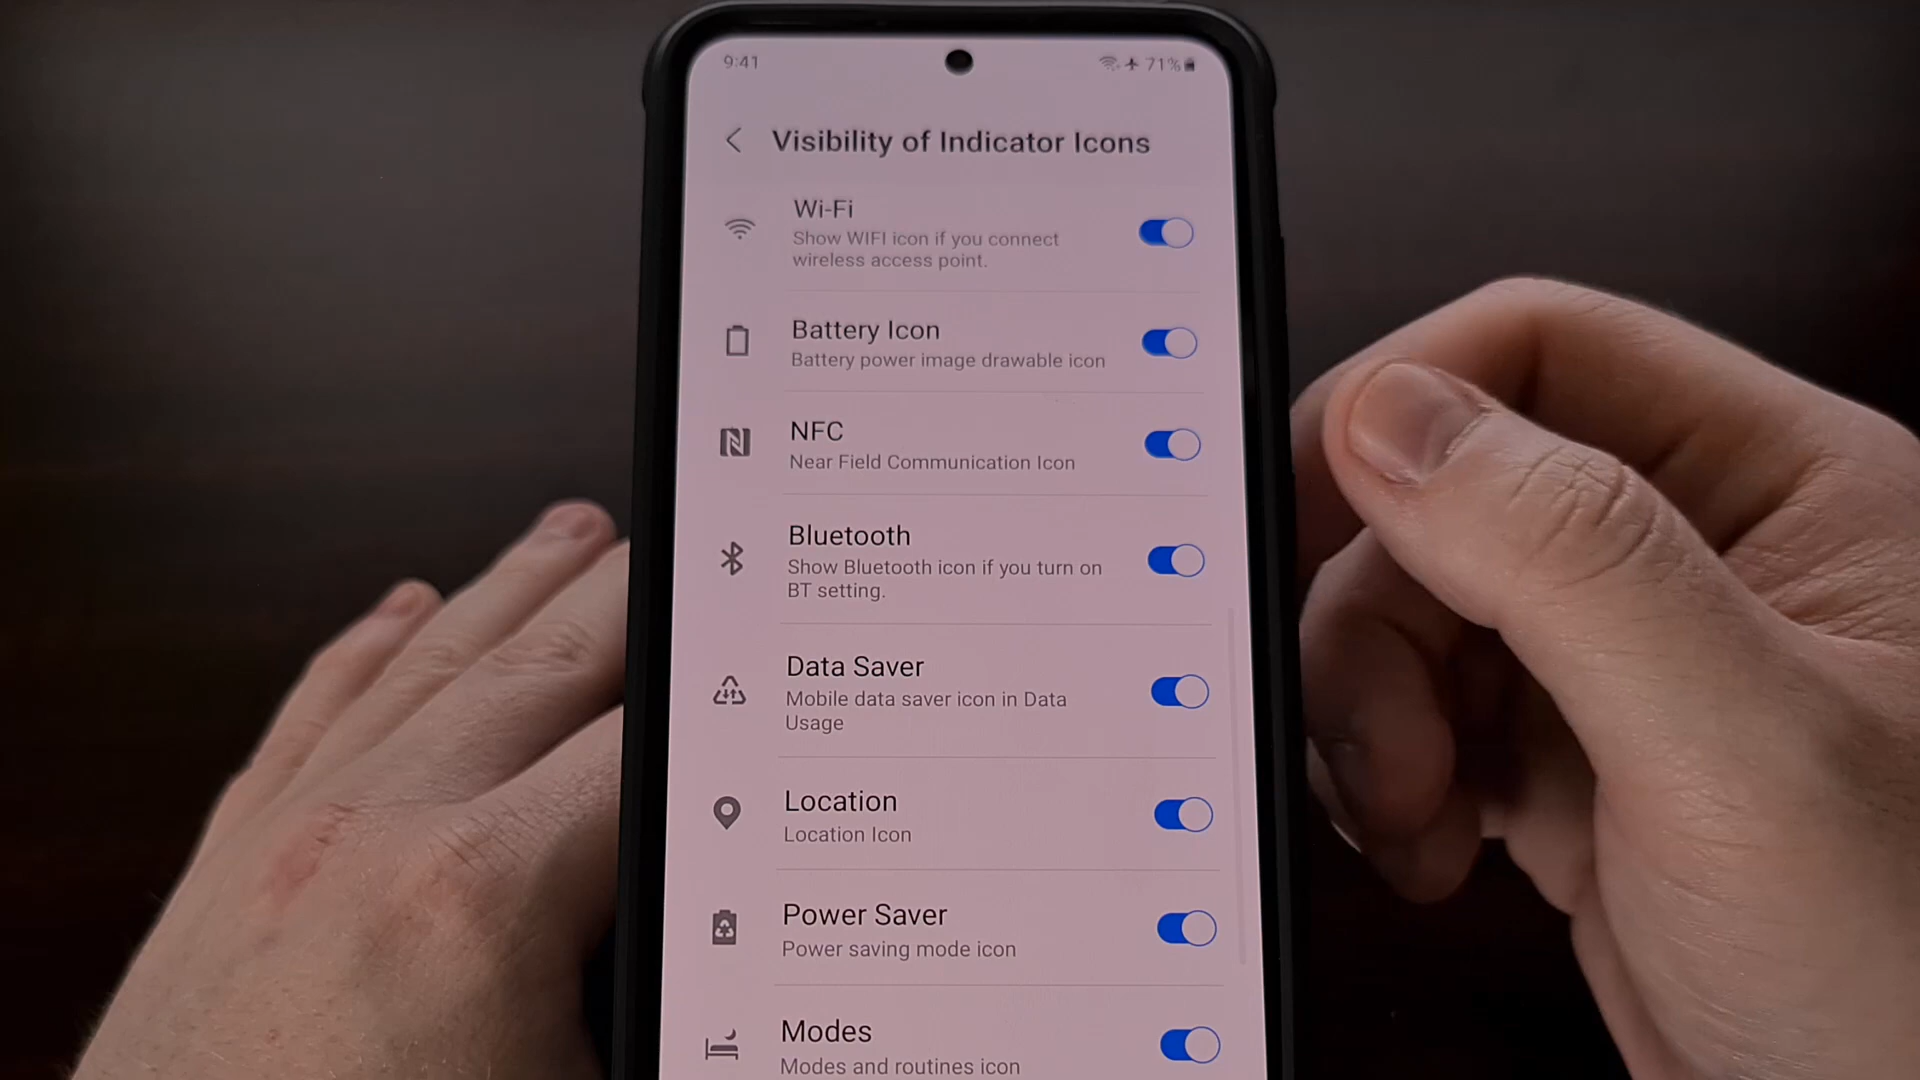 9:41
71%
Visibility of Indicator Icons
Wi-Fi
Show WIFI icon if you connect
wireless access point.
Battery Icon
Battery power image drawable icon
NFC
Near Field Communication Icon
Bluetooth
Show Bluetooth icon if you turn on
BT setting.
Data Saver
Mobile data saver icon in Data
Usage
Location
Location Icon
Power Saver
Power saving mode icon
Modes
Modes and routines icon